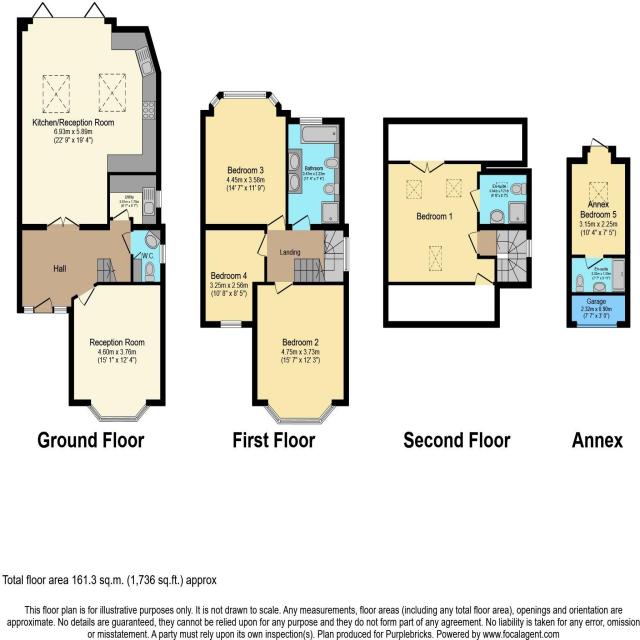 Kitchen/Reception Room
6.93m x 5.89m
(22' 9" x 19' 4")
Utility
W.C.
Hall
Reception Room
4.60m x 3.76m
(15' 1" x 12' 4")
Ground Floor
Bedroom 3
4.45m x 3.58m
(14' 7" x 11' 9")
Bathroom
Landing
Bedroom 4
3.25m x 2.56m
(10' 8" x 8' 5")
Bedroom 2
4.75m x 3.73m
(15' 7" x 12' 3")
First Floor
Bedroom 1
En-suite
Second Floor
Annex
Bedroom 5
3.15m x 2.25m
(10' 4" x 7' 5")
En-suite
Garage
2.32m x 0.90m
(7' 7" x 3' 0")
Annex
Total floor area 161.3 sq.m. (1,736 sq.ft.) approx
This floor plan is for illustrative purposes only. It is not drawn to scale. Any measurements, floor areas (including any total floor area), openings and orientation are
approximate. No details are guaranteed, they cannot be relied upon for any purpose and they do not form part of any agreement. No liability is taken for any error, omission
or misstatement. A party must rely upon its own inspection(s). Plan produced for Purplebricks. Powered by www.focalagent.com